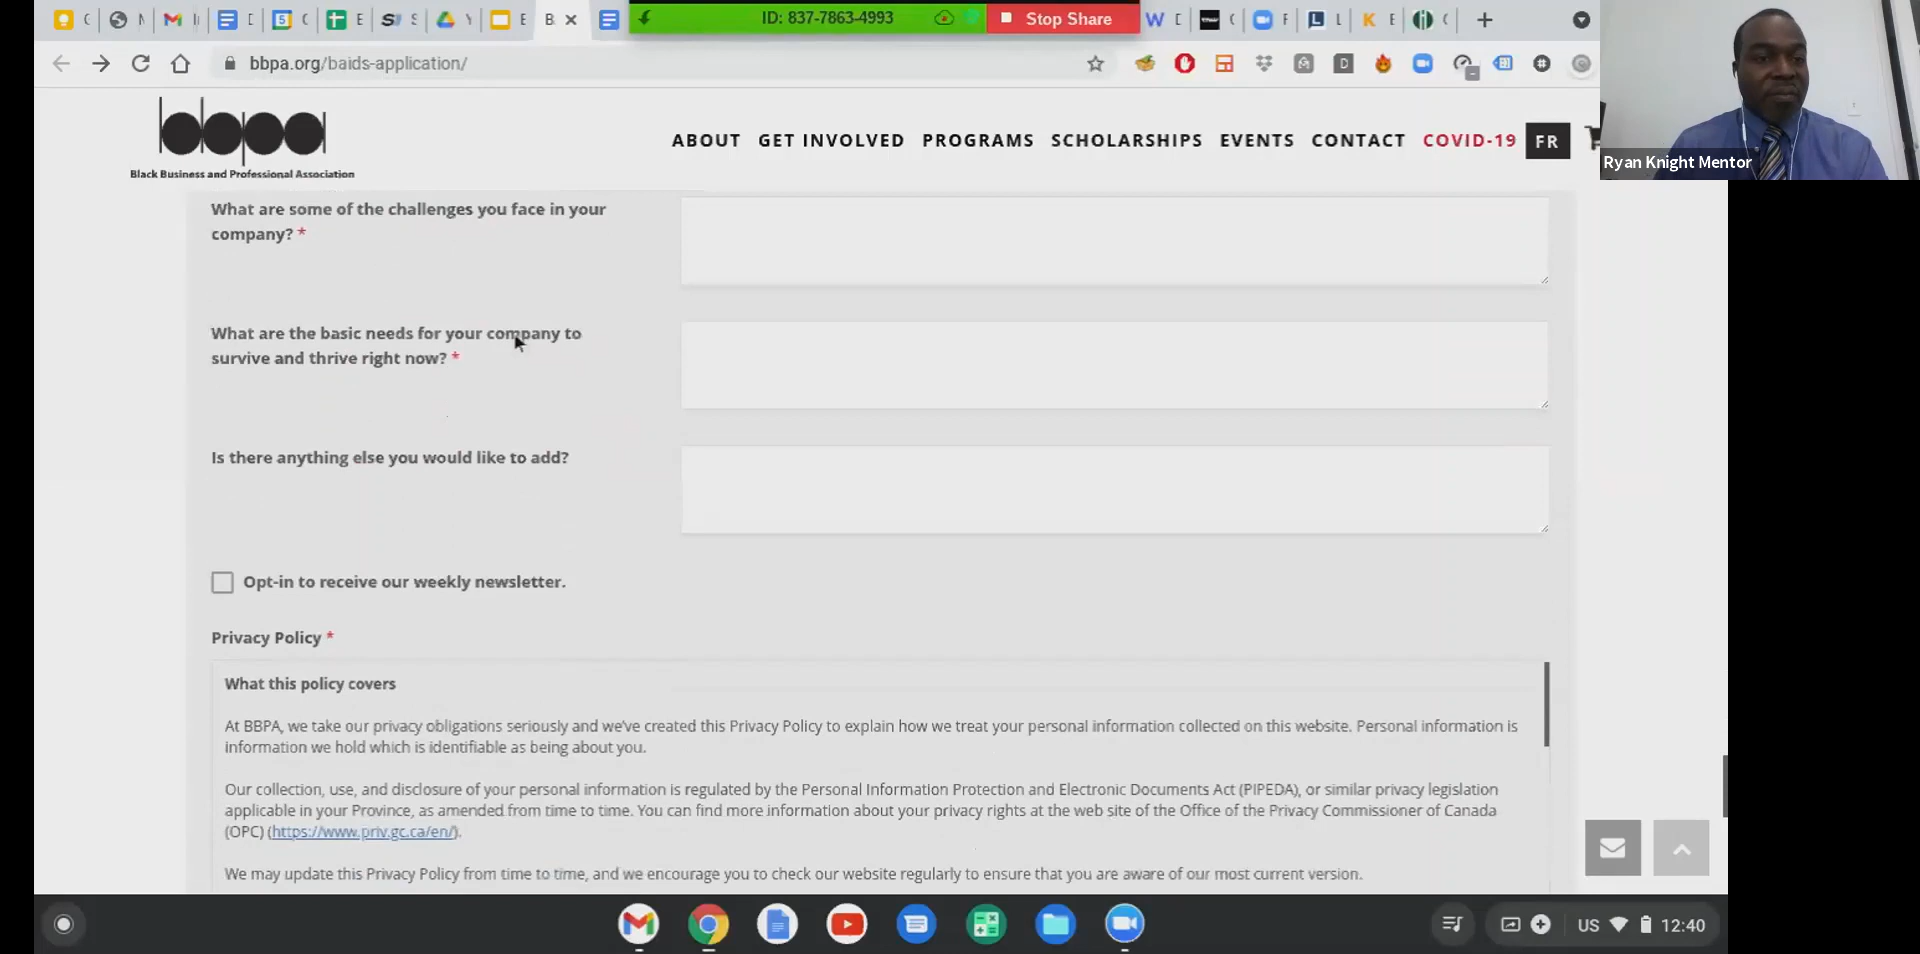 ID: 837-7863-4993
Stop Share
bbpa.org/baids-application/
bbpa
Black Business and Professional Association
ABOUT GET INVOLVED PROGRAMS SCHOLARSHIPS EVENTS CONTACT COVID-19 FR
Ryan Knight Mentor
What are some of the challenges you face in your
company? *
What are the basic needs for your company to
survive and thrive right now? *
Is there anything else you would like to add?
Opt-in to receive our weekly newsletter.
Privacy Policy *
What this policy covers
At BBPA, we take our privacy obligations seriously and we've created this Privacy Policy to explain how we treat your personal information collected on this website. Personal information is
information we hold which is identifiable as being about you.
Our collection, use, and disclosure of your personal information is regulated by the Personal Information Protection and Electronic Documents Act (PIPEDA), or similar privacy legislation
applicable in your Province, as amended from time to time. You can find more information about your privacy rights at the web site of the Office of the Privacy Commissioner of Canada
(OPC) (https://www.priv.gc.ca/en/).
We may update this Privacy Policy from time to time, and we encourage you to check our website regularly to ensure that you are aware of our most current version.
US 12:40